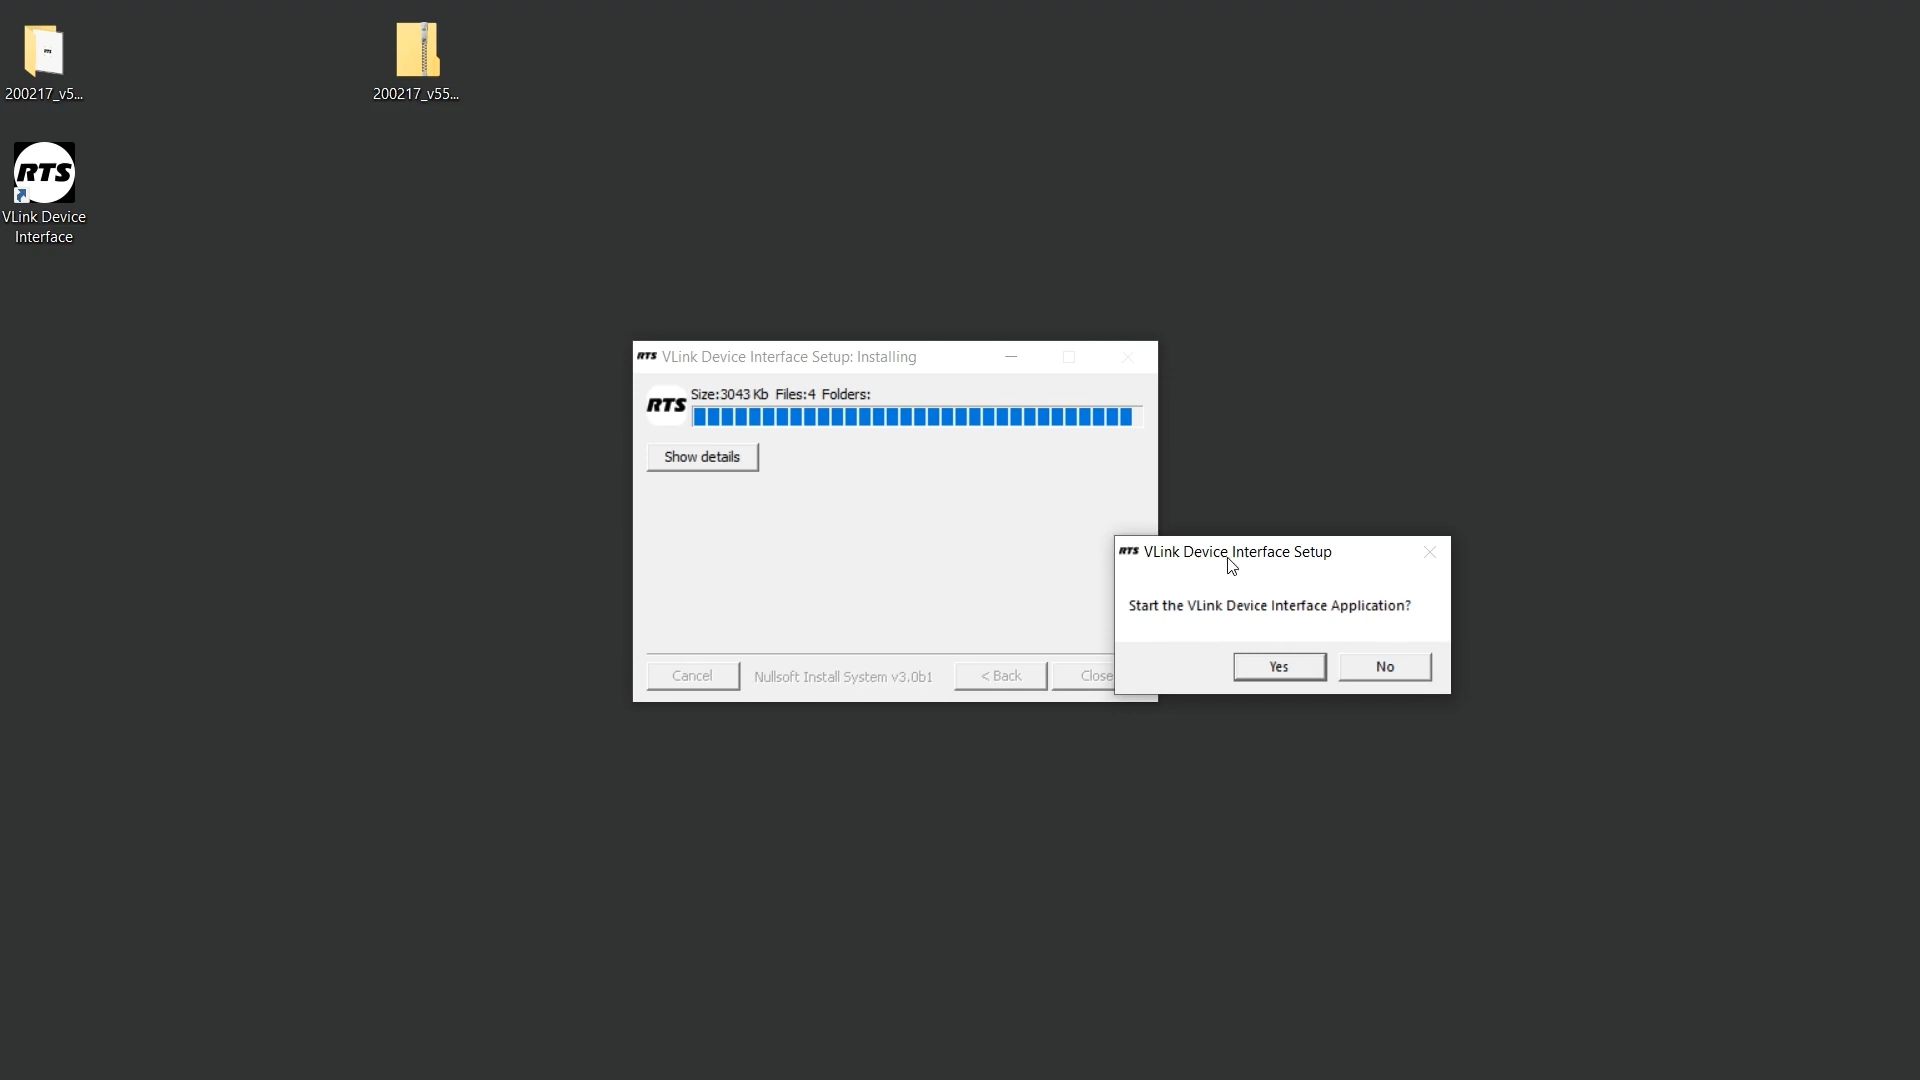 200217_v5...
200217_v55...
RTS
VLink Device
Interface
RTS VLink Device Interface Setup: Installing
RTS
Size:3043 Kb Files:4 Folders:
Show details
RTS VLink Device Interface Setup
Start the VLink Device Interface Application?
Yes
No
Cancel
Nullsoft Install System v3.0b1
< Back
Close